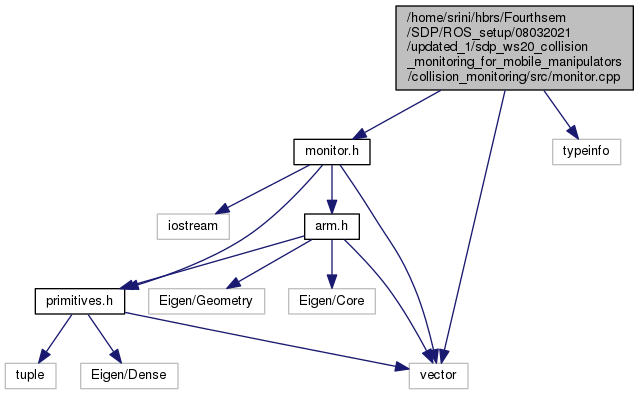 /home/srini/hbrs/Fourthsem
/SDP/ROS_setup/08032021
/updated_1/sdp_ws20_collision
_monitoring_for_mobile_manipulators
/collision_monitoring/src/monitor.cpp
monitor.h
typeinfo
iostream
arm.h
primitives.h
Eigen/Geometry
Eigen/Core
tuple
Eigen/Dense
vector